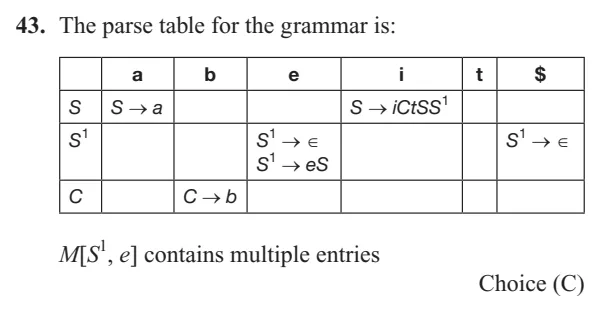 43. The parse table for the grammar is:
a b e i t $
S S → a S → iCtSS¹
S¹ S¹ → ∈ S¹ → ∈
S¹ → eS
C C → b
M[S¹, e] contains multiple entries
Choice (C)